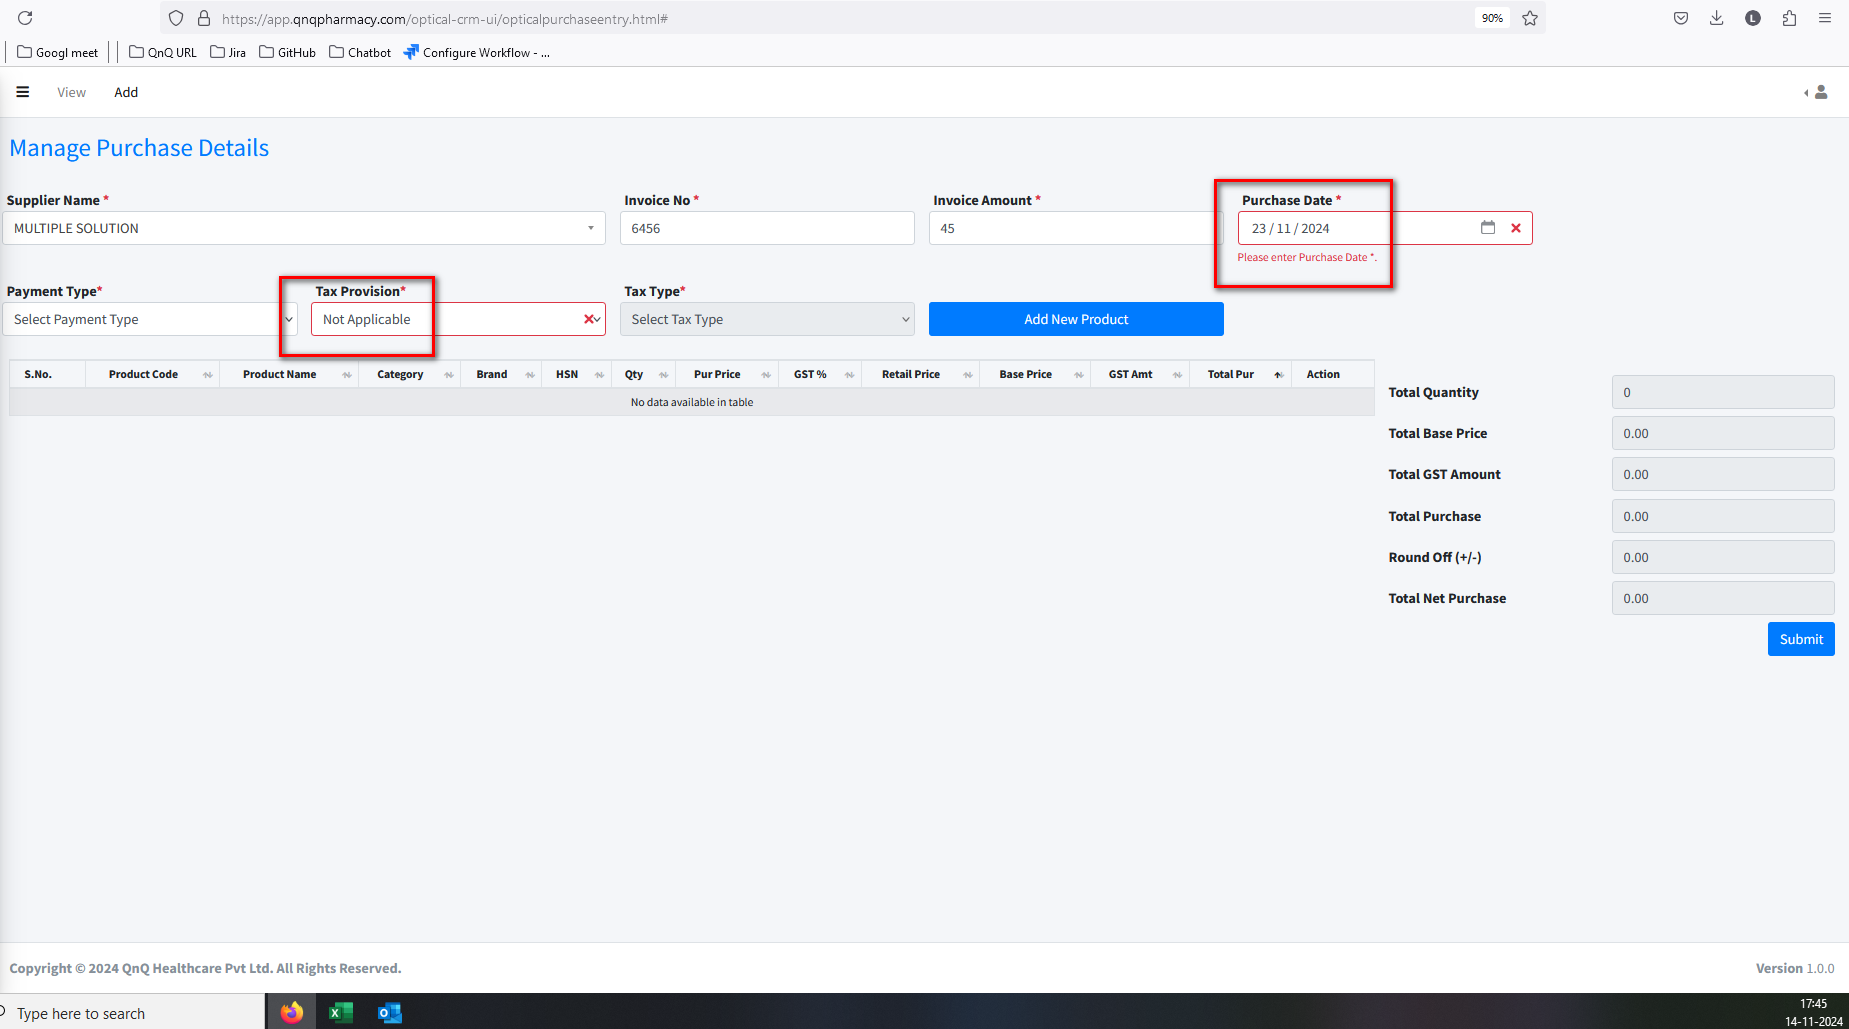 https://app.qnqpharmacy.com/optical-crm-ui/opticalpurchaseentry.html#
90%
L
Googl meet
QnQ URL
Jira
GitHub
Chatbot
Configure Workflow - ...
View
Add
Manage Purchase Details
Supplier Name *
Invoice No *
Invoice Amount *
Purchase Date *
MULTIPLE SOLUTION
6456
45
23 / 11 / 2024
Please enter Purchase Date *.
Payment Type*
Tax Provision*
Tax Type*
Select Payment Type
Not Applicable
Select Tax Type
Add New Product
S.No.
Product Code
Product Name
Category
Brand
HSN
Qty
Pur Price
GST %
Retail Price
Base Price
GST Amt
Total Pur
Action
No data available in table
Total Quantity
0
Total Base Price
0.00
Total GST Amount
0.00
Total Purchase
0.00
Round Off (+/-)
0.00
Total Net Purchase
0.00
Submit
Copyright © 2024 QnQ Healthcare Pvt Ltd. All Rights Reserved.
Version 1.0.0
Type here to search
17:45
14-11-2024